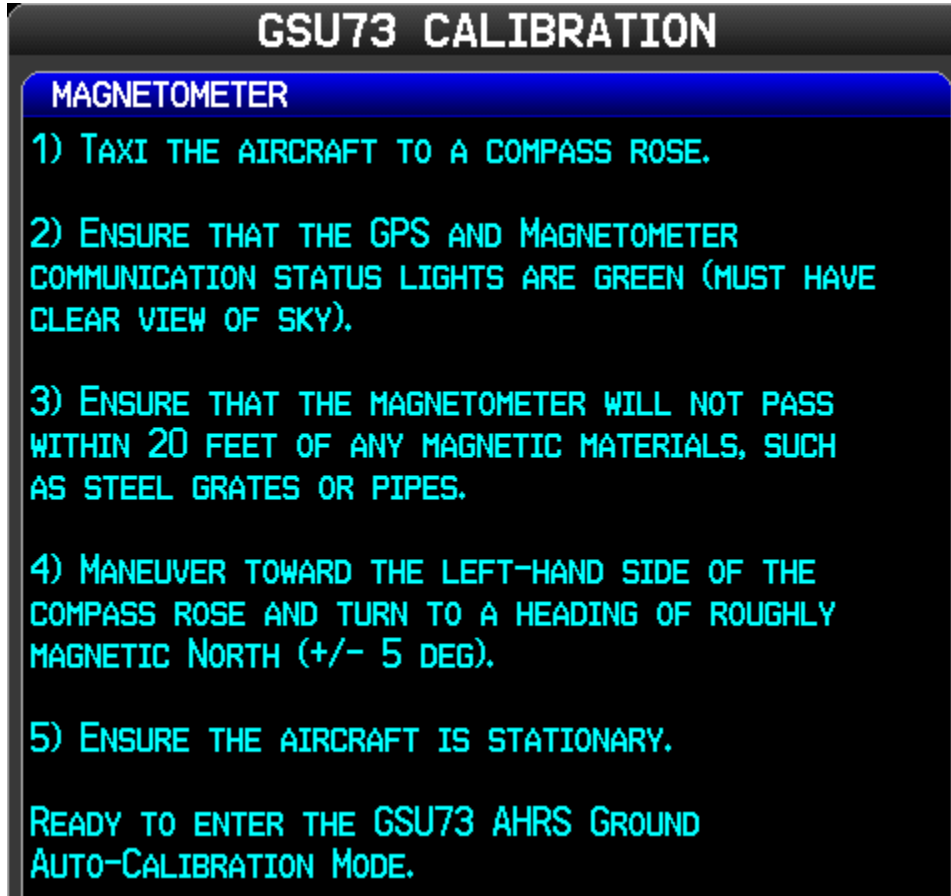 GSU73 CALIBRATION
MAGNETOMETER
1) TAXI THE AIRCRAFT TO A COMPASS ROSE.
2) ENSURE THAT THE GPS AND MAGNETOMETER
COMMUNICATION STATUS LIGHTS ARE GREEN (MUST HAVE
CLEAR VIEW OF SKY).
3) ENSURE THAT THE MAGNETOMETER WILL NOT PASS
WITHIN 20 FEET OF ANY MAGNETIC MATERIALS, SUCH
AS STEEL GRATES OR PIPES.
4) MANEUVER TOWARD THE LEFT-HAND SIDE OF THE
COMPASS ROSE AND TURN TO A HEADING OF ROUGHLY
MAGNETIC NORTH (+/- 5 DEG).
5) ENSURE THE AIRCRAFT IS STATIONARY.
READY TO ENTER THE GSU73 AHRS GROUND
AUTO-CALIBRATION MODE.